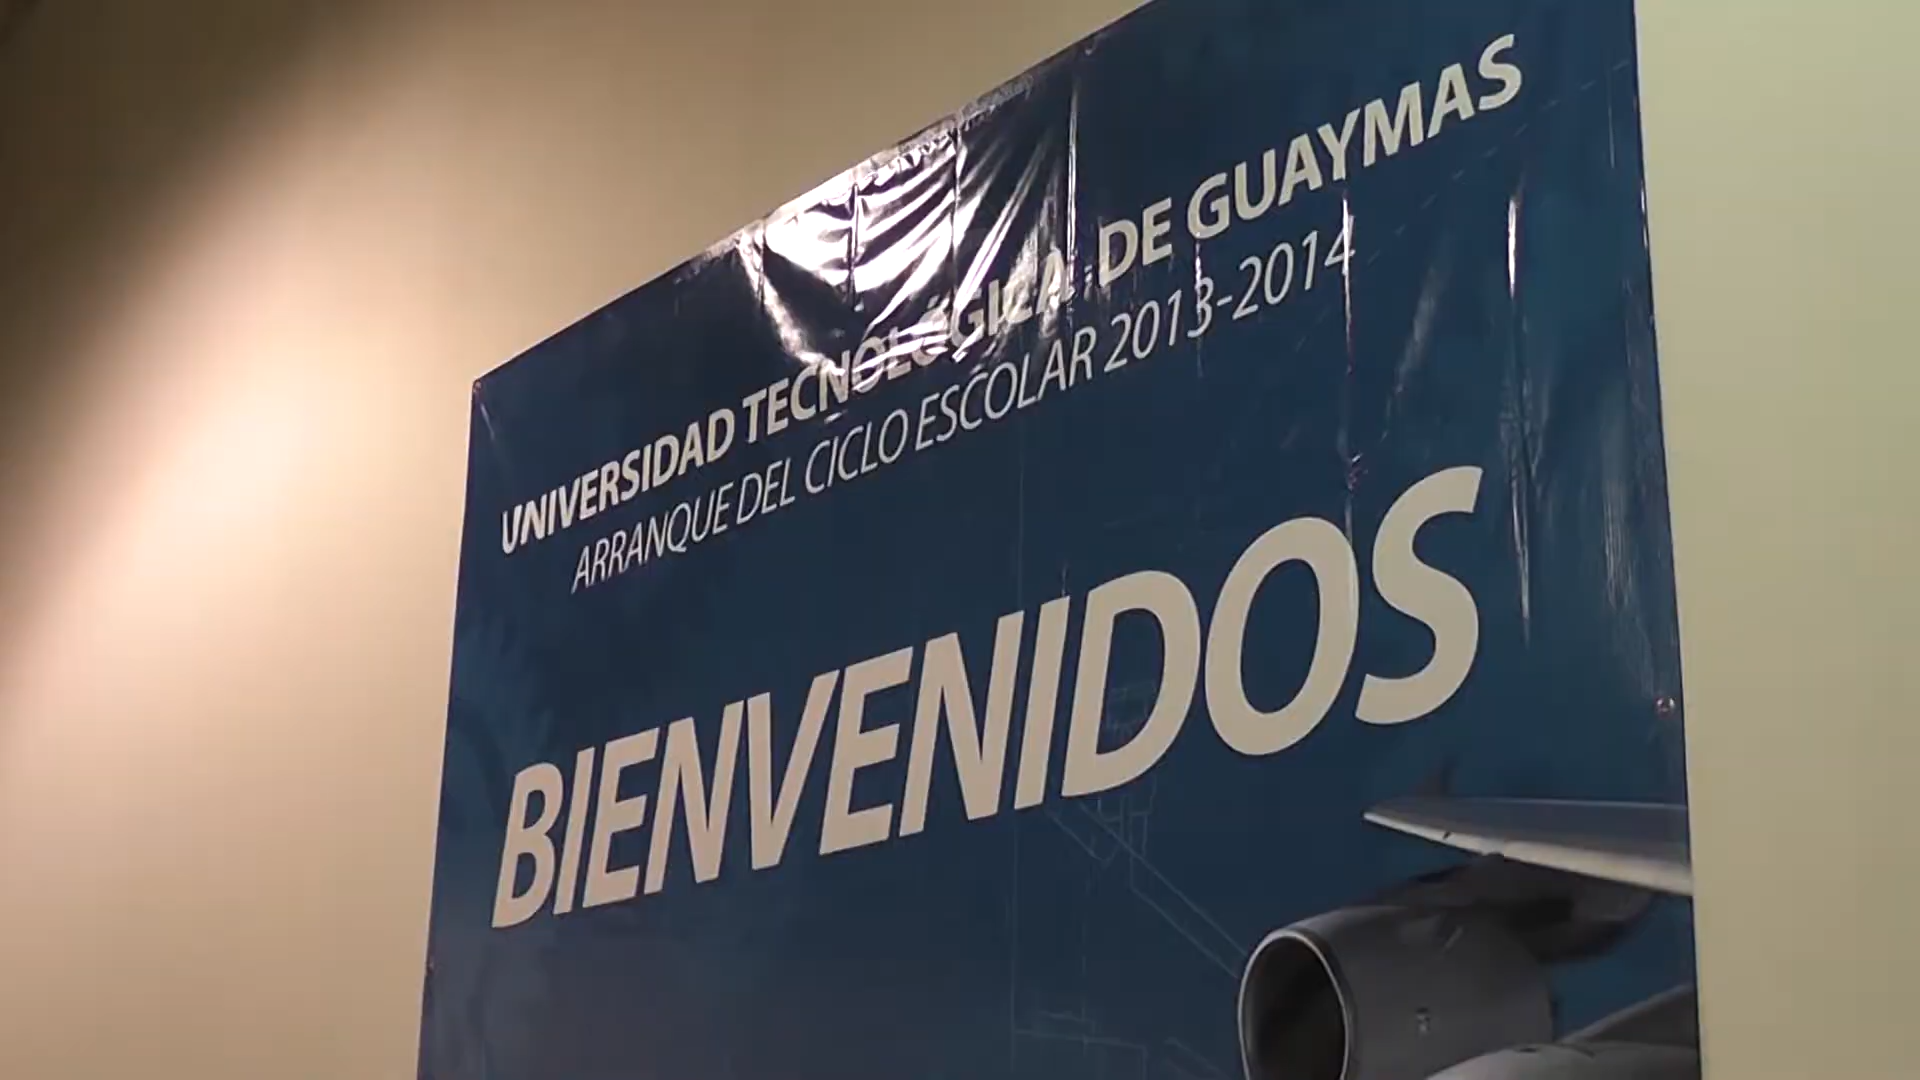 UNIVERSIDAD TECNOLÓGICA DE GUAYMAS
ARRANQUE DEL CICLO ESCOLAR 2013-2014
BIENVENIDOS